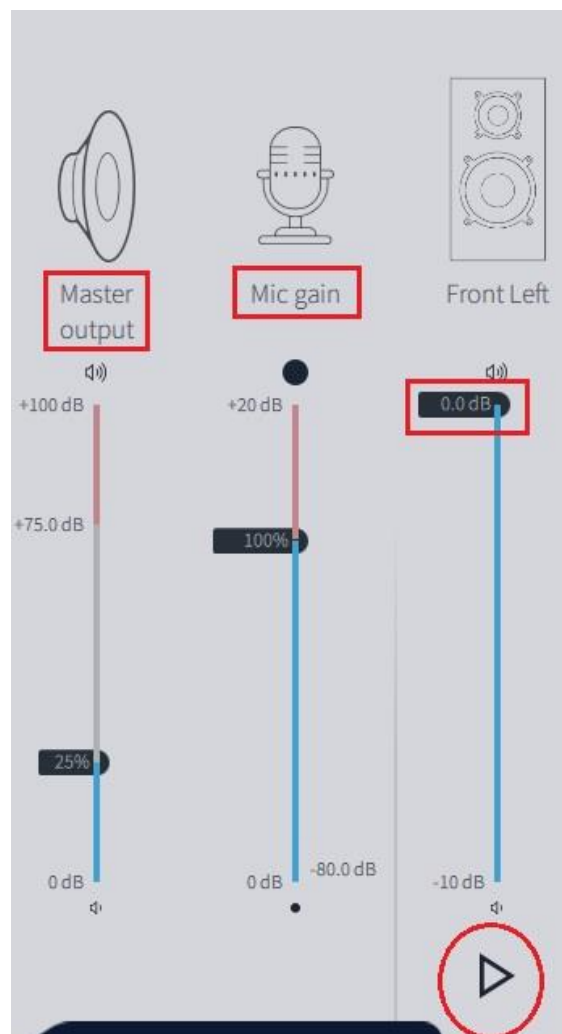 Master
output
Mic gain
Front Left
+100 dB
+20 dB
0.0 dB
+75.0 dB
100%
25%
0 dB
0 dB
-80.0 dB
-10 dB